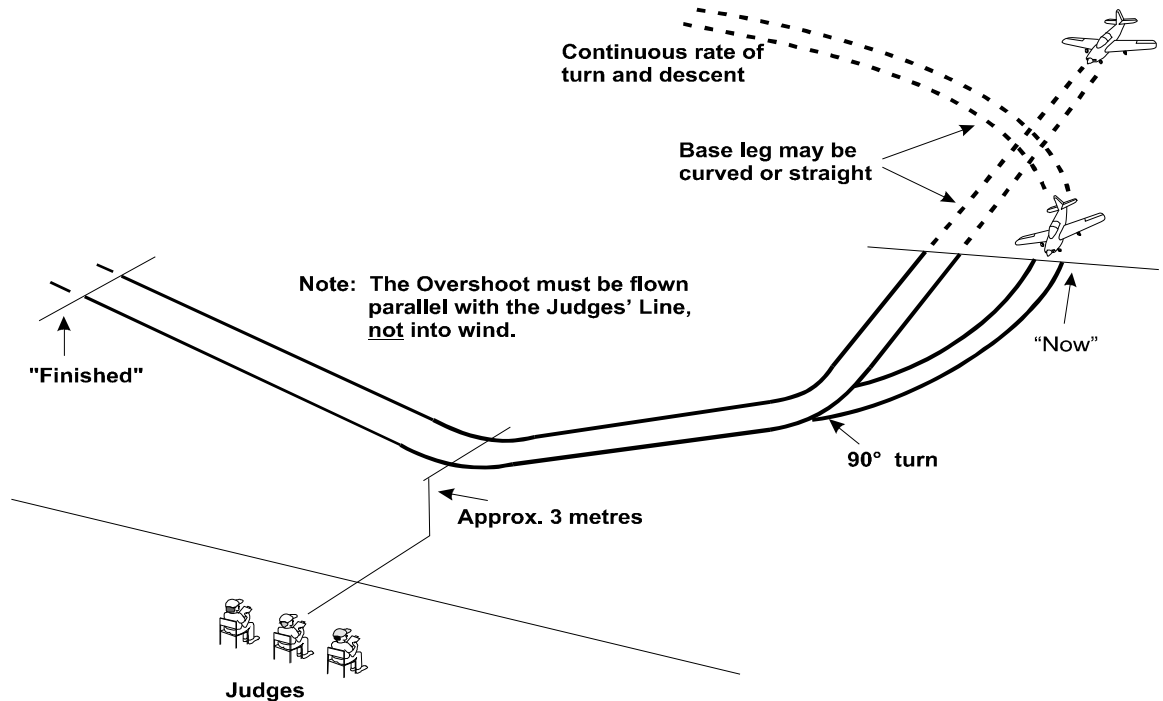 Continuous rate of
turn and descent
Base leg may be
curved or straight
Note: The Overshoot must be flown
parallel with the Judges’ Line,
not into wind.
"Finished"
“Now”
90° turn
Approx. 3 metres
Judges